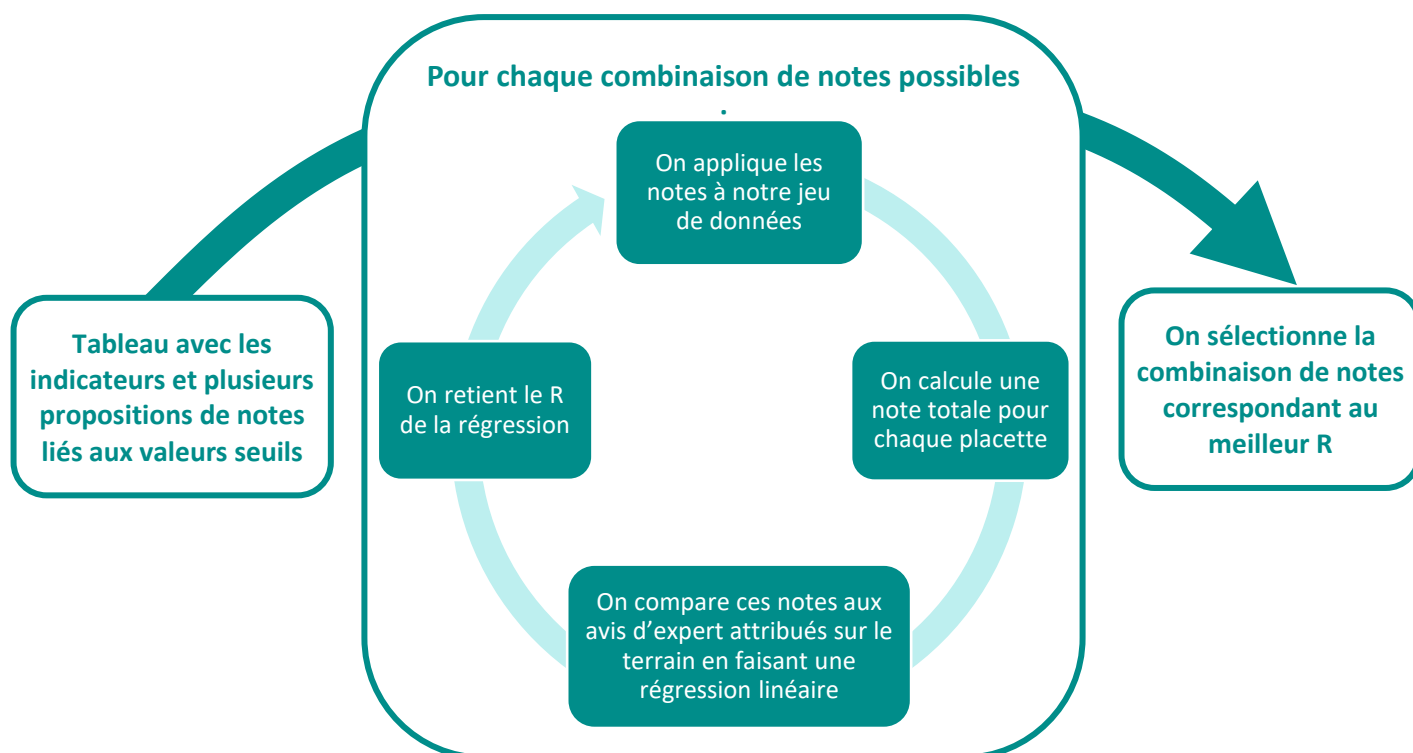 Pour chaque combinaison de notes possibles
.
On applique les
notes à notre jeu
de données
Tableau avec les
indicateurs et plusieurs
propositions de notes
liés aux valeurs seuils
On retient le R
de la régression
On calcule une
note totale pour
chaque placette
On sélectionne la
combinaison de notes
correspondant au
meilleur R
On compare ces notes aux
avis d’expert attribués sur le
terrain en faisant une
régression linéaire